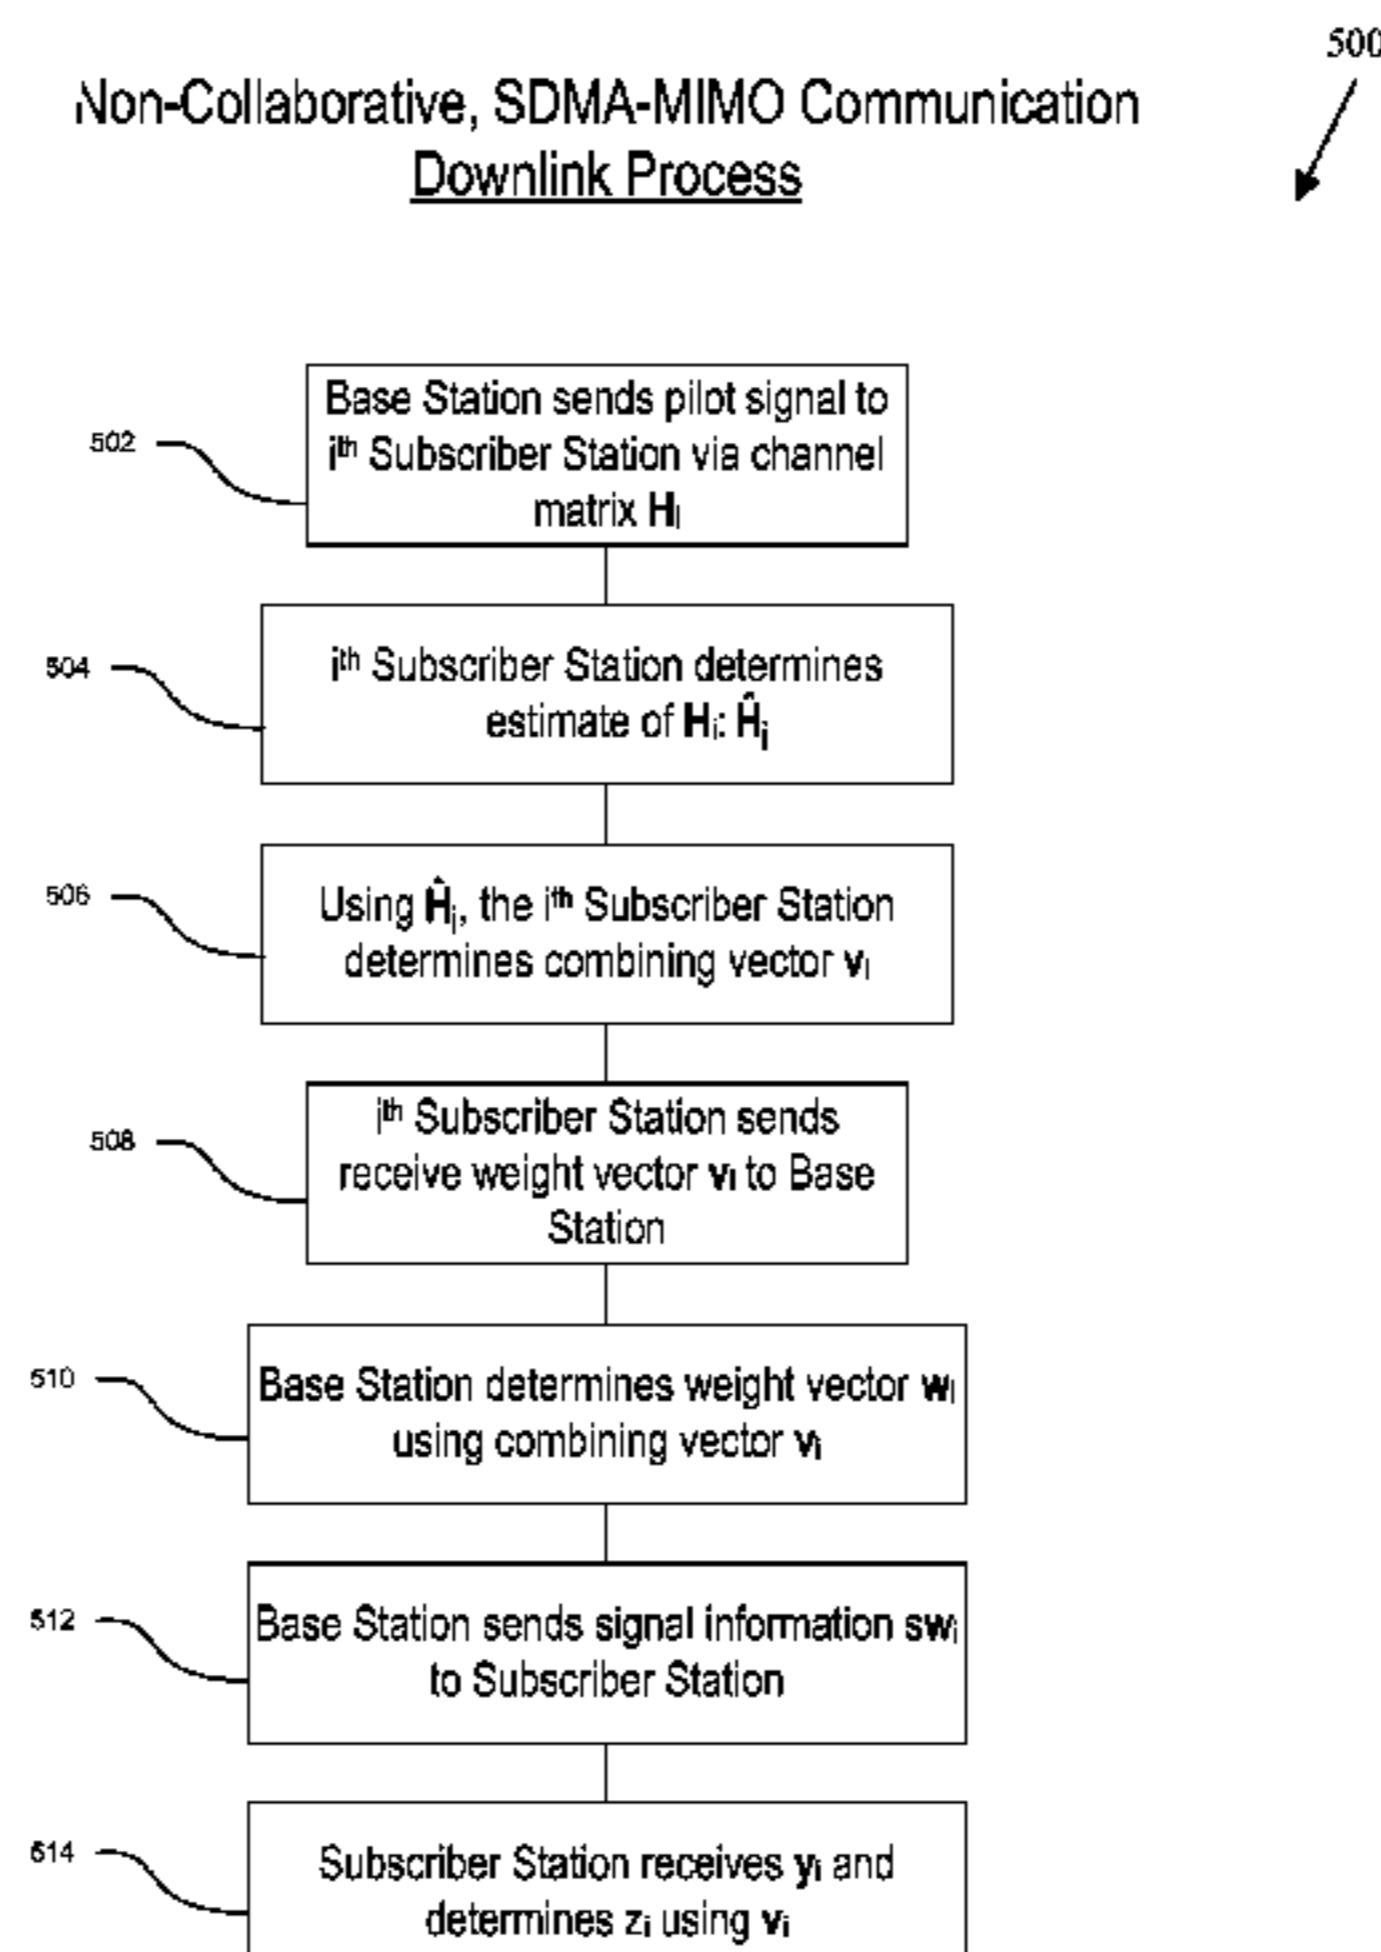 500
Non-Collaborative, SDMA-MIMO Communication
Downlink Process
502
Base Station sends pilot signal to
iᵗʰ Subscriber Station via channel
matrix Hᵢ
504
iᵗʰ Subscriber Station determines
estimate of Hᵢ: Ĥᵢ
506
Using Ĥᵢ, the iᵗʰ Subscriber Station
determines combining vector vᵢ
508
iᵗʰ Subscriber Station sends
receive weight vector vᵢ to Base
Station
510
Base Station determines weight vector wᵢ
using combining vector vᵢ
512
Base Station sends signal information swᵢ
to Subscriber Station
514
Subscriber Station receives yᵢ and
determines zᵢ using vᵢ